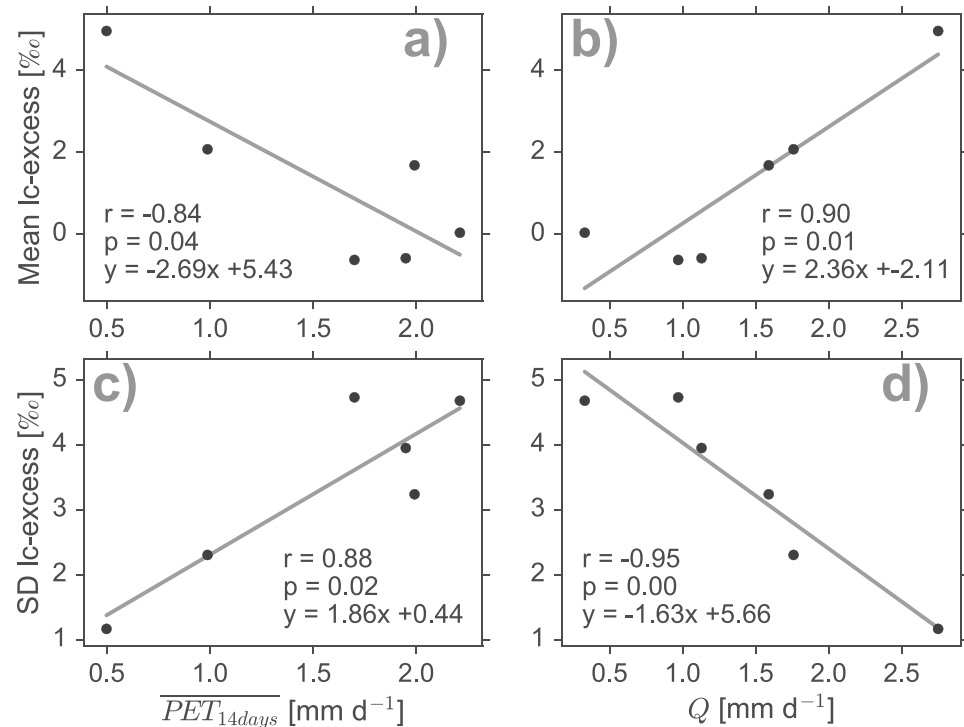 a)
Mean lc-excess [‰]
4
2
0
r = -0.84
p = 0.04
y = -2.69x +5.43
0.5 1.0 1.5 2.0
b)
4
2
0
r = 0.90
p = 0.01
y = 2.36x +-2.11
0.5 1.0 1.5 2.0 2.5
c)
SD lc-excess [‰]
5
4
3
2
1
r = 0.88
p = 0.02
y = 1.86x +0.44
0.5 1.0 1.5 2.0
PET14days [mm d−1]
d)
5
4
3
2
1
r = -0.95
p = 0.00
y = -1.63x +5.66
0.5 1.0 1.5 2.0 2.5
Q [mm d−1]